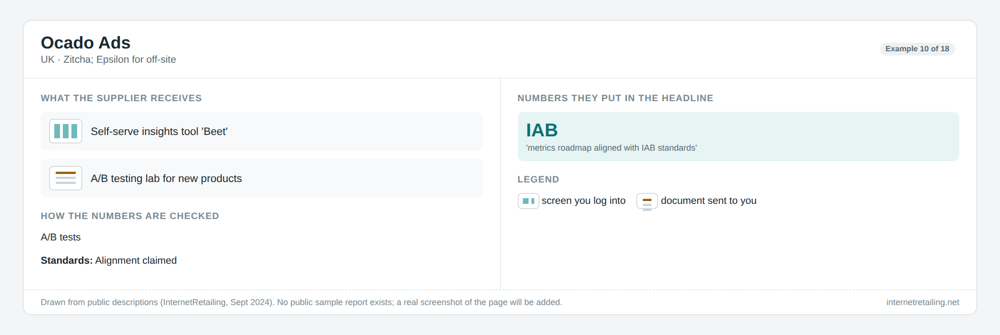 Ocado Ads
UK · Zitcha; Epsilon for off-site
Example 10 of 18
WHAT THE SUPPLIER RECEIVES
Self-serve insights tool 'Beet'
A/B testing lab for new products
HOW THE NUMBERS ARE CHECKED
A/B tests
Standards: Alignment claimed
NUMBERS THEY PUT IN THE HEADLINE
IAB
'metrics roadmap aligned with IAB standards'
LEGEND
screen you log into
document sent to you
Drawn from public descriptions (InternetRetailing, Sept 2024). No public sample report exists; a real screenshot of the page will be added.
internetretailing.net